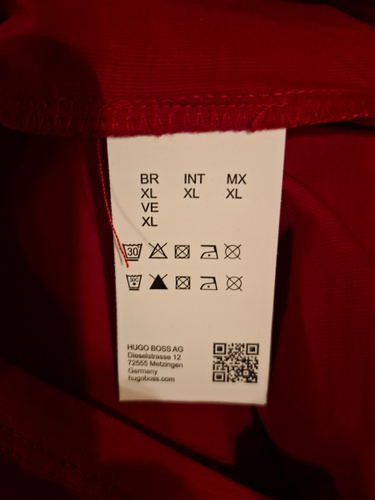 BR INT MX
XL XL XL
VE
XL
30
30C
HUGO BOSS AG
Dieselstrasse 12
72555 Metzingen
Germany
hugoboss.com